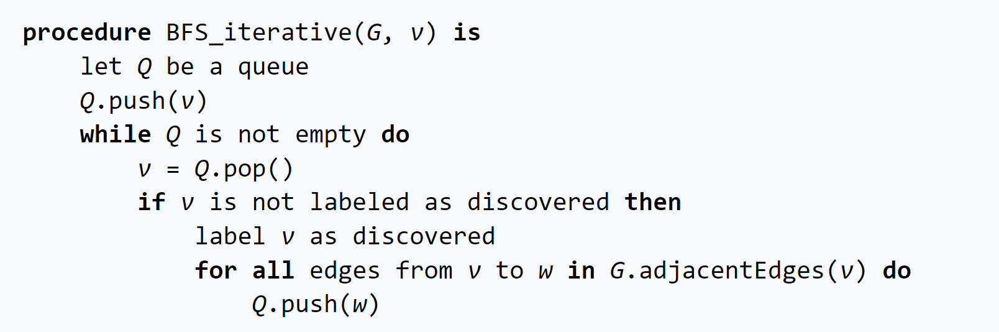 procedure BFS_iterative(G, v) is
    let Q be a queue
    Q.push(v)
    while Q is not empty do
        v = Q.pop()
        if v is not labeled as discovered then
            label v as discovered
            for all edges from v to w in G.adjacentEdges(v) do
                Q.push(w)